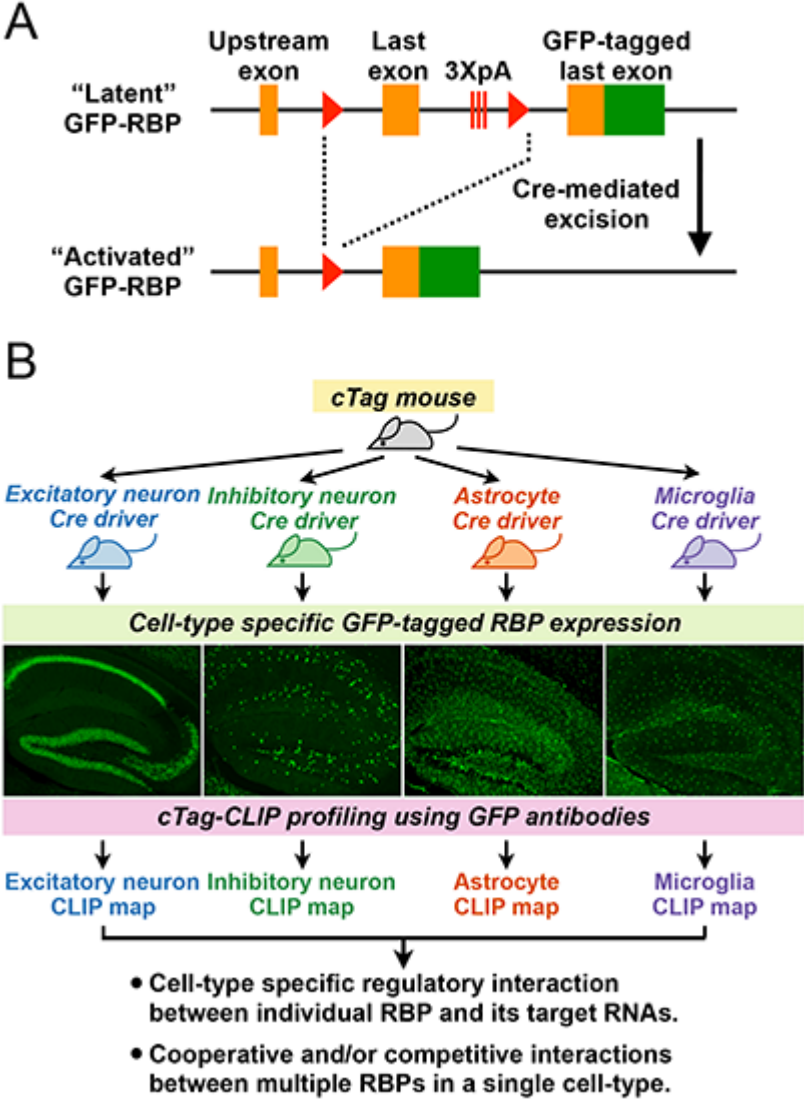 A
Upstream exon
Last exon
3XpA
GFP-tagged last exon
“Latent” GFP-RBP
Cre-mediated excision
“Activated” GFP-RBP
B
cTag mouse
Excitatory neuron Cre driver
Inhibitory neuron Cre driver
Astrocyte Cre driver
Microglia Cre driver
Cell-type specific GFP-tagged RBP expression
cTag-CLIP profiling using GFP antibodies
Excitatory neuron CLIP map
Inhibitory neuron CLIP map
Astrocyte CLIP map
Microglia CLIP map
• Cell-type specific regulatory interaction
between individual RBP and its target RNAs.
• Cooperative and/or competitive interactions
between multiple RBPs in a single cell-type.